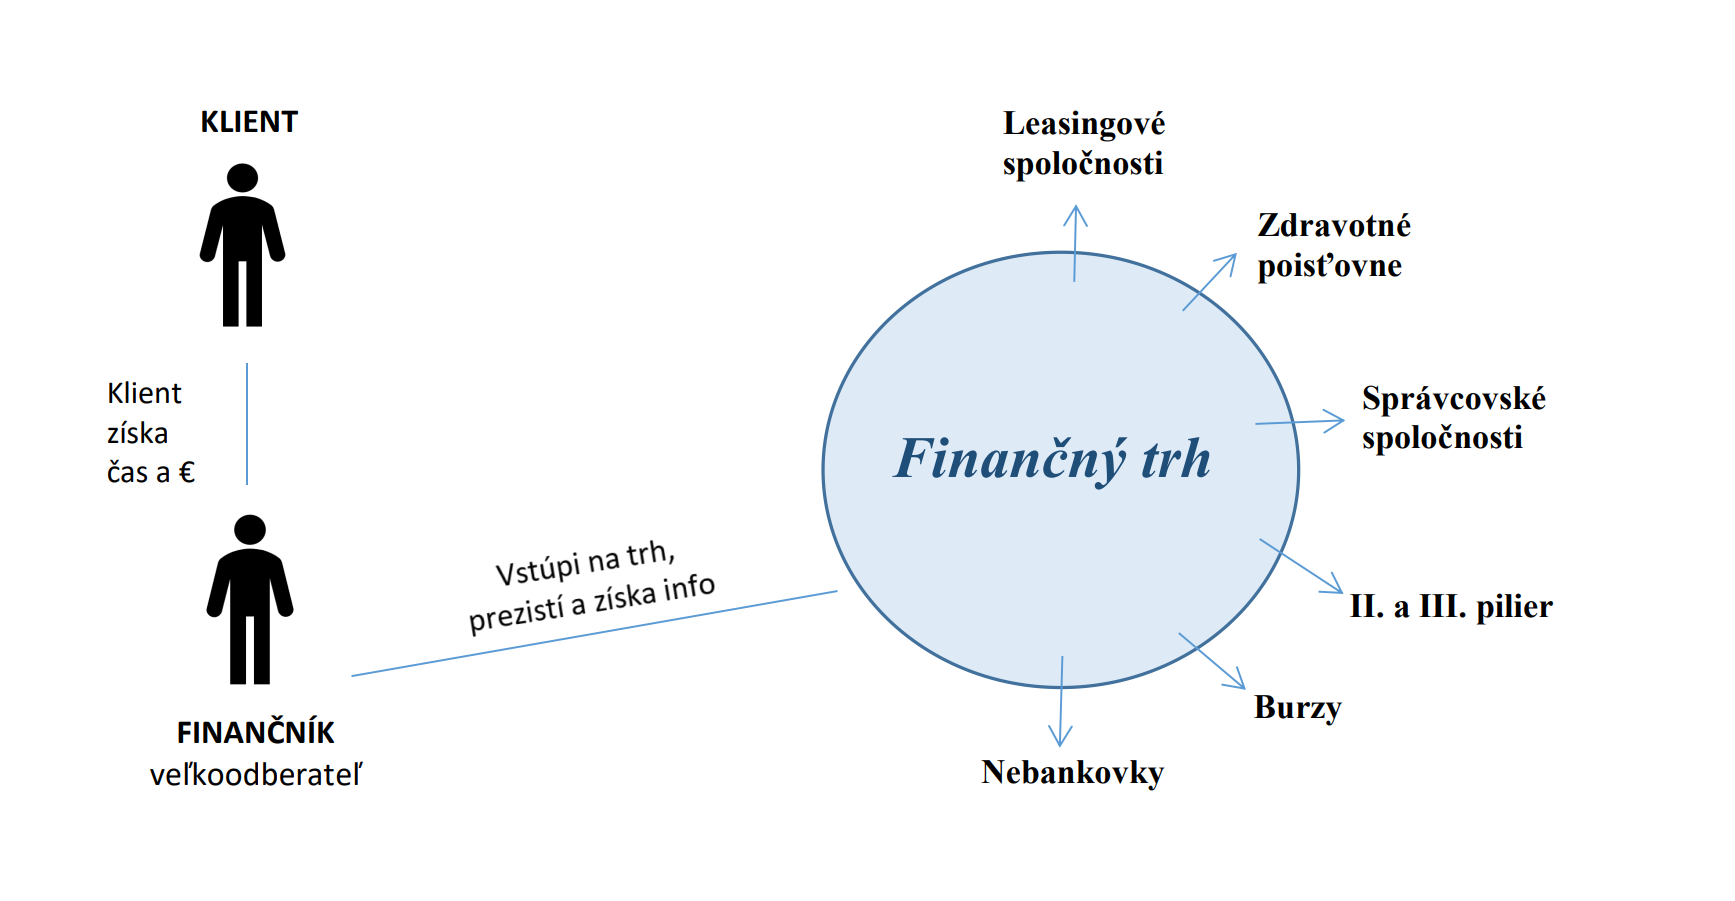 KLIENT
Klient
získa
čas a €
FINANČNÍK
veľkoodberateľ
Vstúpi na trh,
prezistí a získa info
Finančný trh
Leasingové
spoločnosti
Zdravotné
poisťovne
Správcovské
spoločnosti
II. a III. pilier
Burzy
Nebankovky